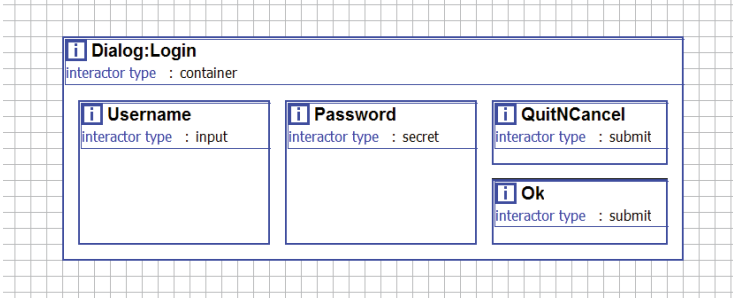 i Dialog:Login
interactor type : container
i Username
interactor type : input
i Password
interactor type : secret
i QuitNCancel
interactor type : submit
i Ok
interactor type : submit